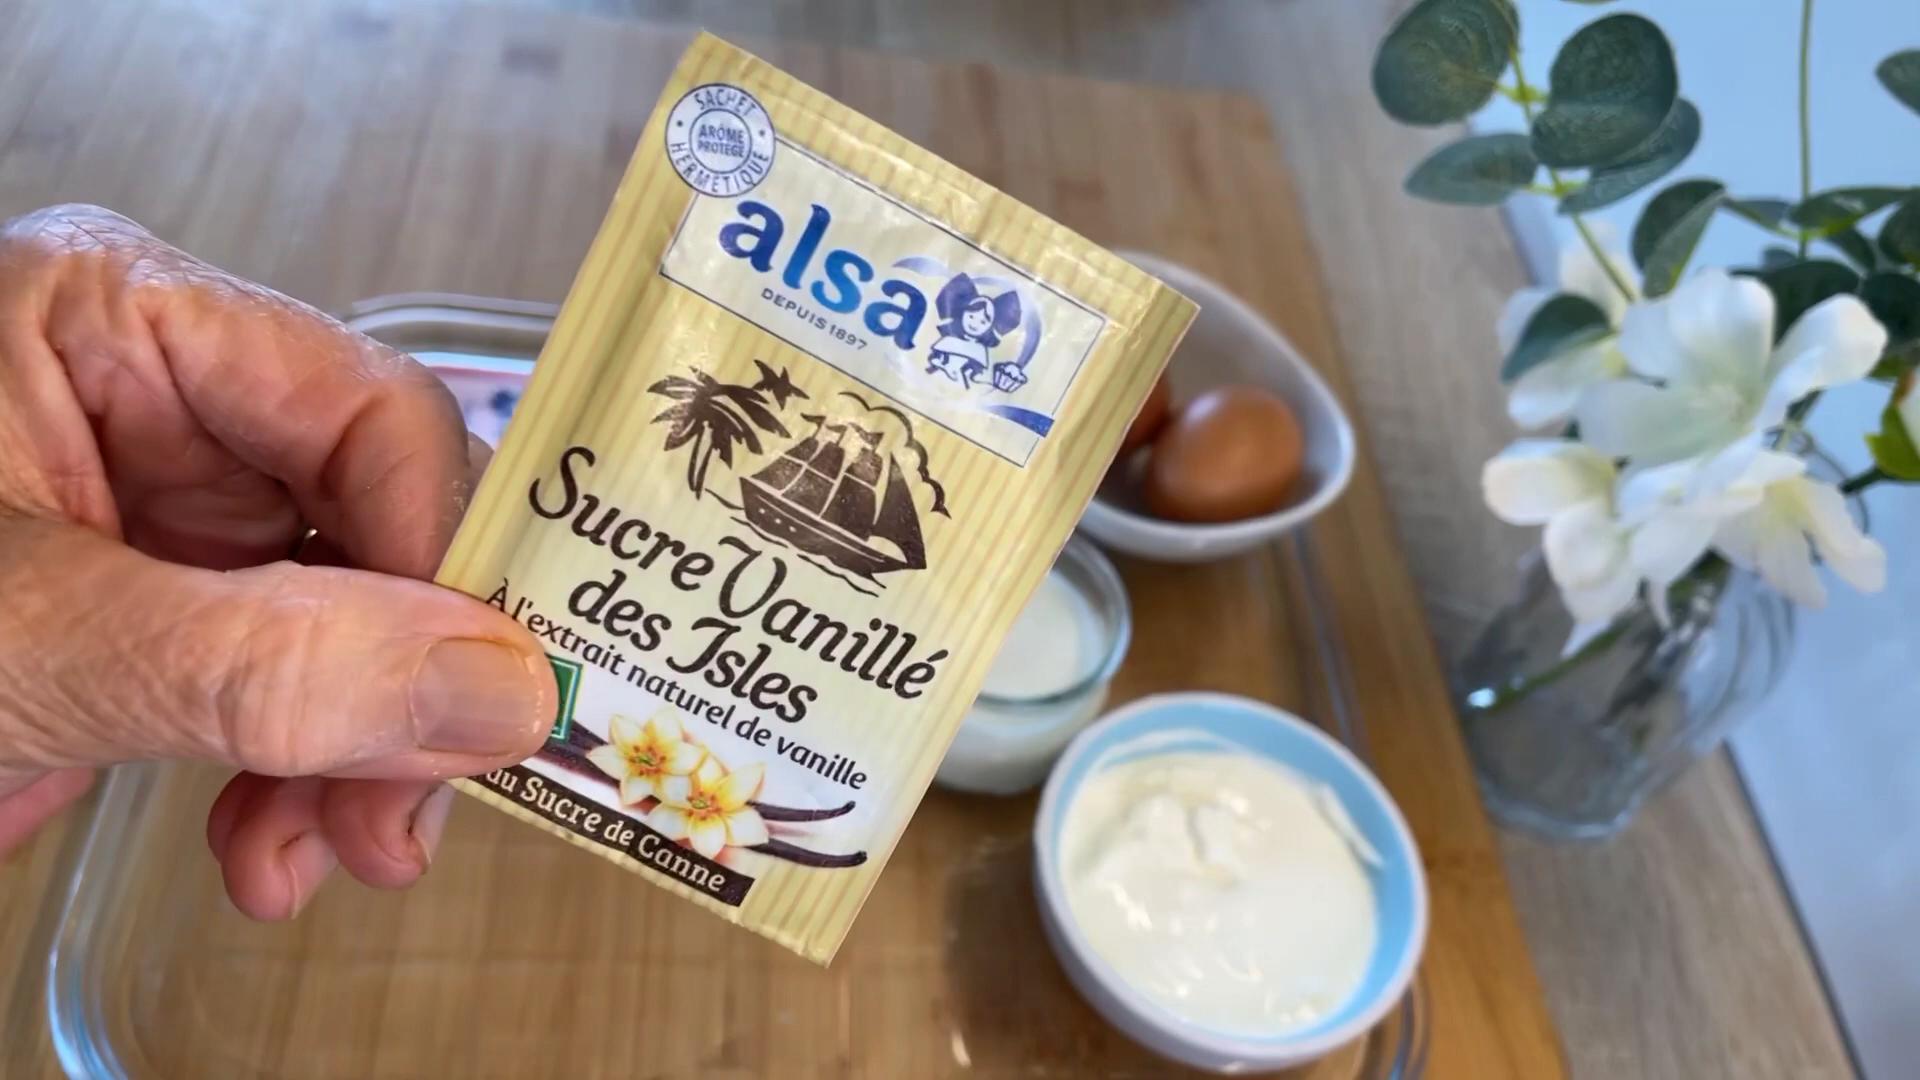 SACHET
ARÔME
PROTÉGÉ
HERMÉTIQUE
alsa
DEPUIS 1897
Sucre Vanillé
des Isles
À l'extrait naturel de vanille
au Sucre de Canne